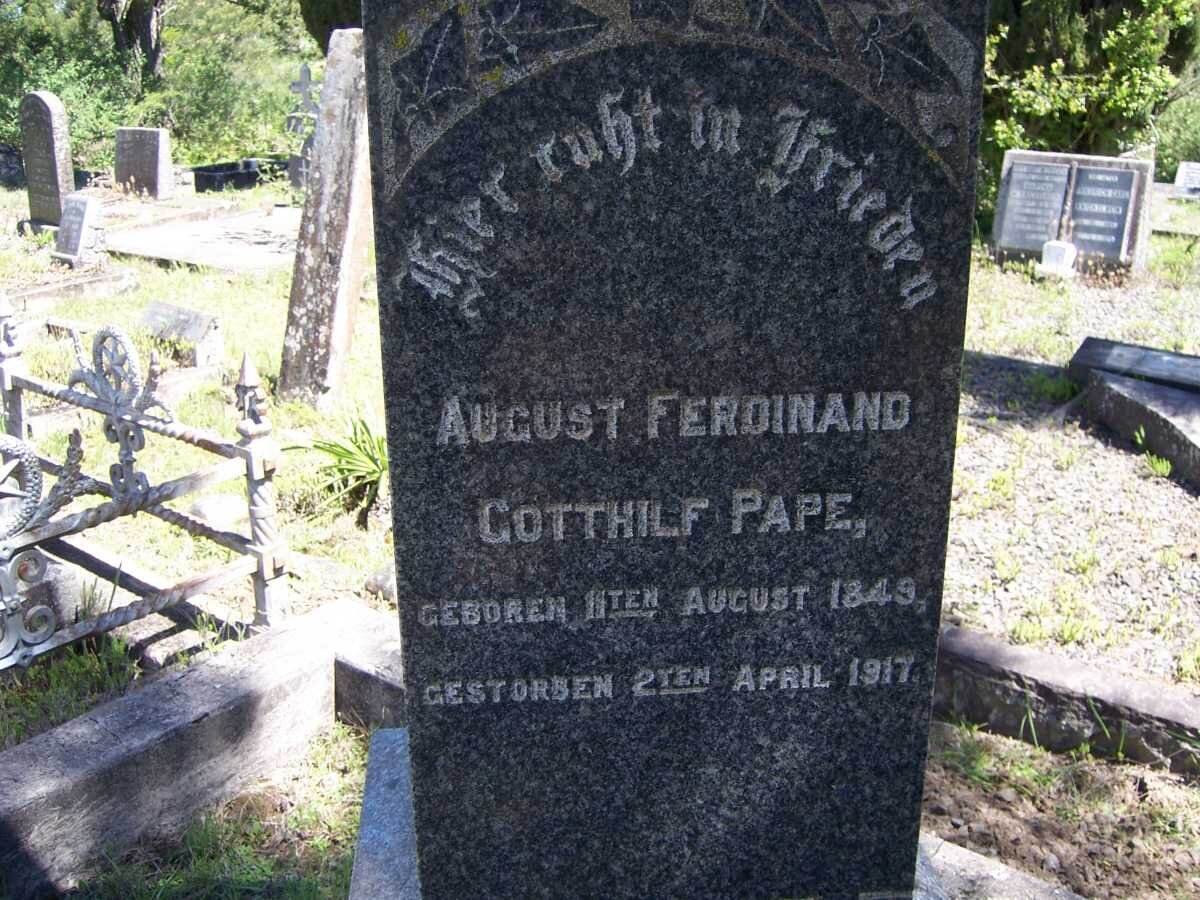 Hier ruht in Frieden
AUGUST FERDINAND
GOTTHILF PAPE,
GEBOREN 11TEN AUGUST 1849,
GESTORBEN 2TEN APRIL 1917.